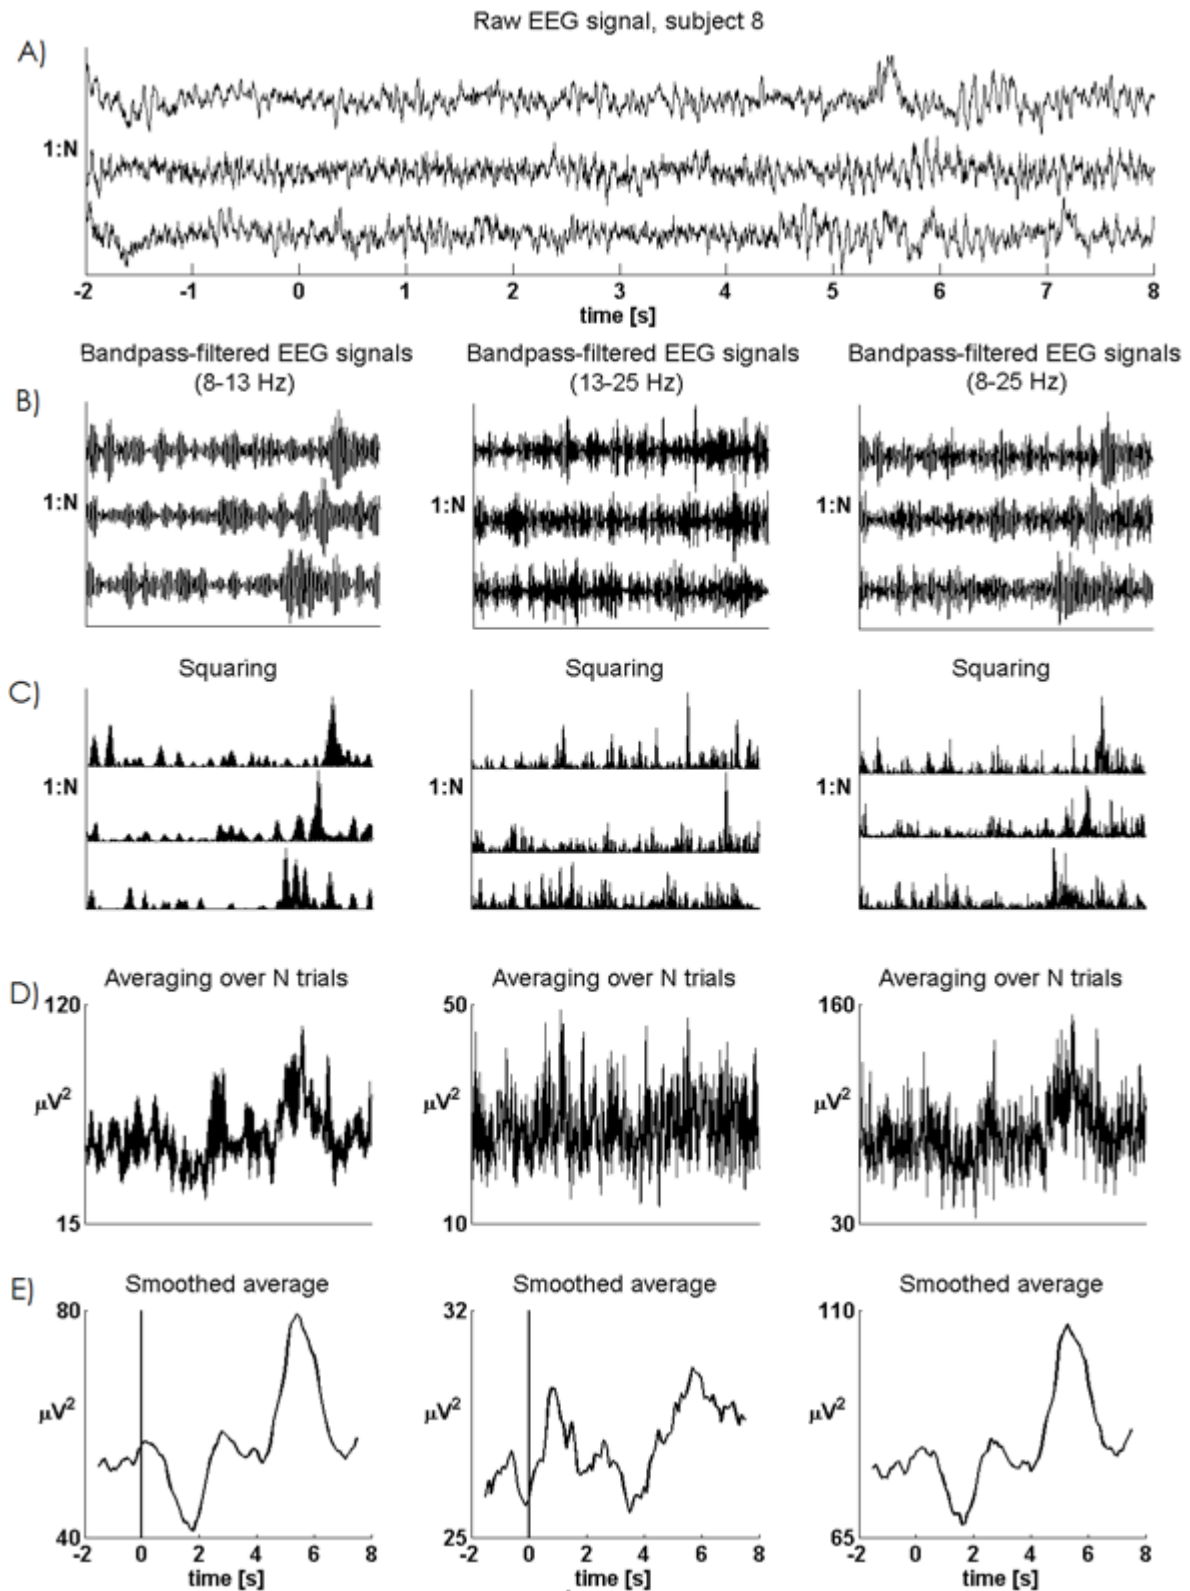 Raw EEG signal, subject 8
A)
1:N
-2 -1 0 1 2 3 4 5 6 7 8
time [s]
Bandpass-filtered EEG signals Bandpass-filtered EEG signals Bandpass-filtered EEG signals
(8-13 Hz) (13-25 Hz) (8-25 Hz)
B)
1:N 1:N 1:N
Squaring Squaring Squaring
C)
1:N 1:N 1:N
Averaging over N trials Averaging over N trials Averaging over N trials
D)
120 50 160
μV² μV² μV²
15 10 30
Smoothed average Smoothed average Smoothed average
E)
80 32 110
μV² μV² μV²
40 25 65
-2 0 2 4 6 8 -2 0 2 4 6 8 -2 0 2 4 6 8
time [s] time [s] time [s]